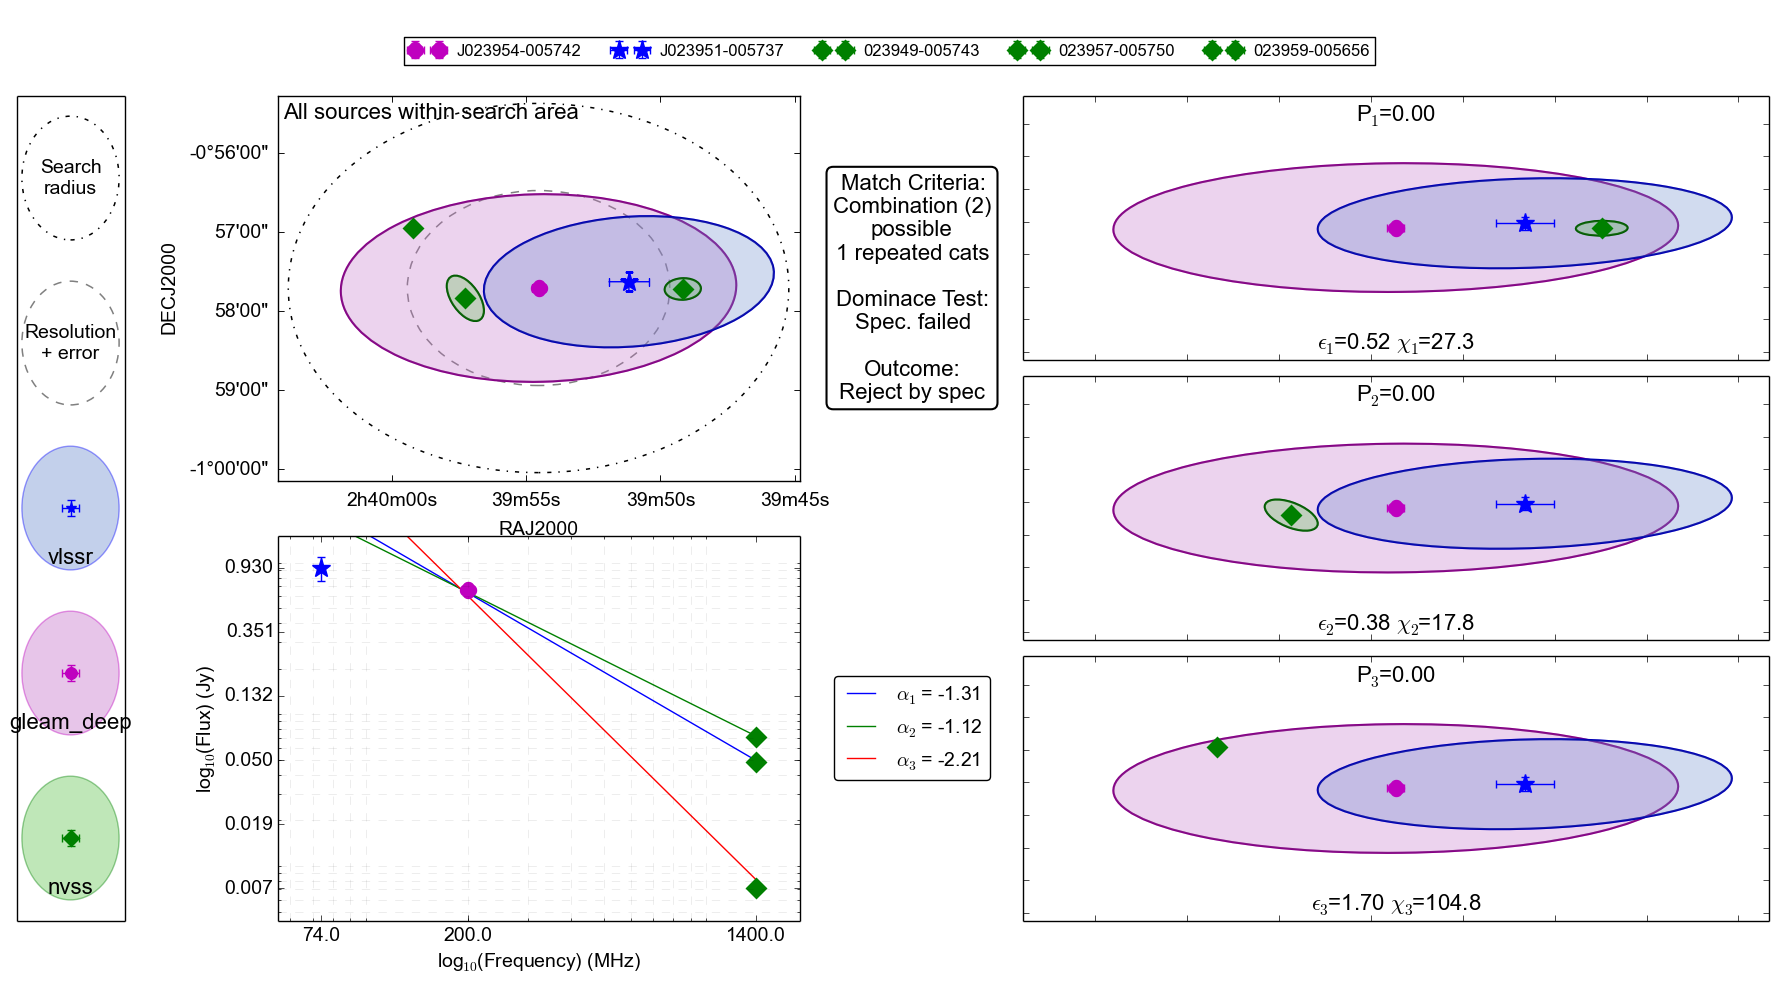 J023954-005742 J023951-005737 023949-005743 023957-005750 023959-005656
Search
radius
Resolution
+ error
vlssr
gleam_deep
nvss
All sources within search area
-0°56'00"
57'00"
58'00"
59'00"
-1°00'00"
DECJ2000
2h40m00s 39m55s 39m50s 39m45s
RAJ2000
Match Criteria:
Combination (2)
possible
1 repeated cats
Dominace Test:
Spec. failed
Outcome:
Reject by spec
P₁=0.00
ϵ₁=0.52 χ₁=27.3
P₂=0.00
ϵ₂=0.38 χ₂=17.8
P₃=0.00
ϵ₃=1.70 χ₃=104.8
0.930
0.351
0.132
0.050
0.019
0.007
log₁₀(Flux) (Jy)
74.0 200.0 1400.0
log₁₀(Frequency) (MHz)
α₁ = -1.31
α₂ = -1.12
α₃ = -2.21